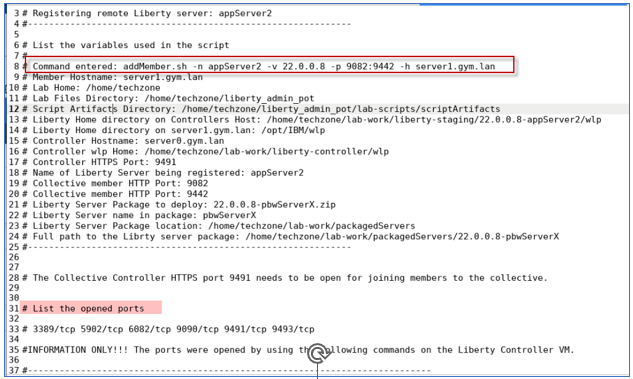 3 # Registering remote Liberty server: appServer2
4 #----------------------------------------------------------
5
6 # List the variables used in the script
7 #
8 # Command entered: addMember.sh -n appServer2 -v 22.0.0.8 -p 9082:9442 -h server1.gym.lan
9 # Member Hostname: server1.gym.lan
10 # Lab Home: /home/techzone
11 # Lab Files Directory: /home/techzone/liberty_admin_pot
12 # Script Artifacts Directory: /home/techzone/liberty_admin_pot/lab-scripts/scriptArtifacts
13 # Liberty Home directory on Controllers Host: /home/techzone/lab-work/liberty-staging/22.0.0.8-appServer2/wlp
14 # Liberty Home directory on server1.gym.lan: /opt/IBM/wlp
15 # Controller Hostname: server0.gym.lan
16 # Controller wlp Home: /home/techzone/lab-work/liberty-controller/wlp
17 # Controller HTTPS Port: 9491
18 # Name of Liberty Server being registered: appServer2
19 # Collective member HTTP Port: 9082
20 # Collective member HTTP Port: 9442
21 # Liberty Server Package to deploy: 22.0.0.8-pbwServerX.zip
22 # Liberty Server name in package: pbwServerX
23 # Liberty Server Package location: /home/techzone/lab-work/packagedServers
24 # Full path to the Librty server package: /home/techzone/lab-work/packagedServers/22.0.0.8-pbwServerX
25 #----------------------------------------------------------
26
27
28 # The Collective Controller HTTPS port 9491 needs to be open for joining members to the collective.
29
30
31 # List the opened ports
32
33 # 3389/tcp 5902/tcp 6082/tcp 9090/tcp 9491/tcp 9493/tcp
34
35 #INFORMATION ONLY!!! The ports were opened by using the following commands on the Liberty Controller VM.
36
37 #------------------------------------------------------------------------